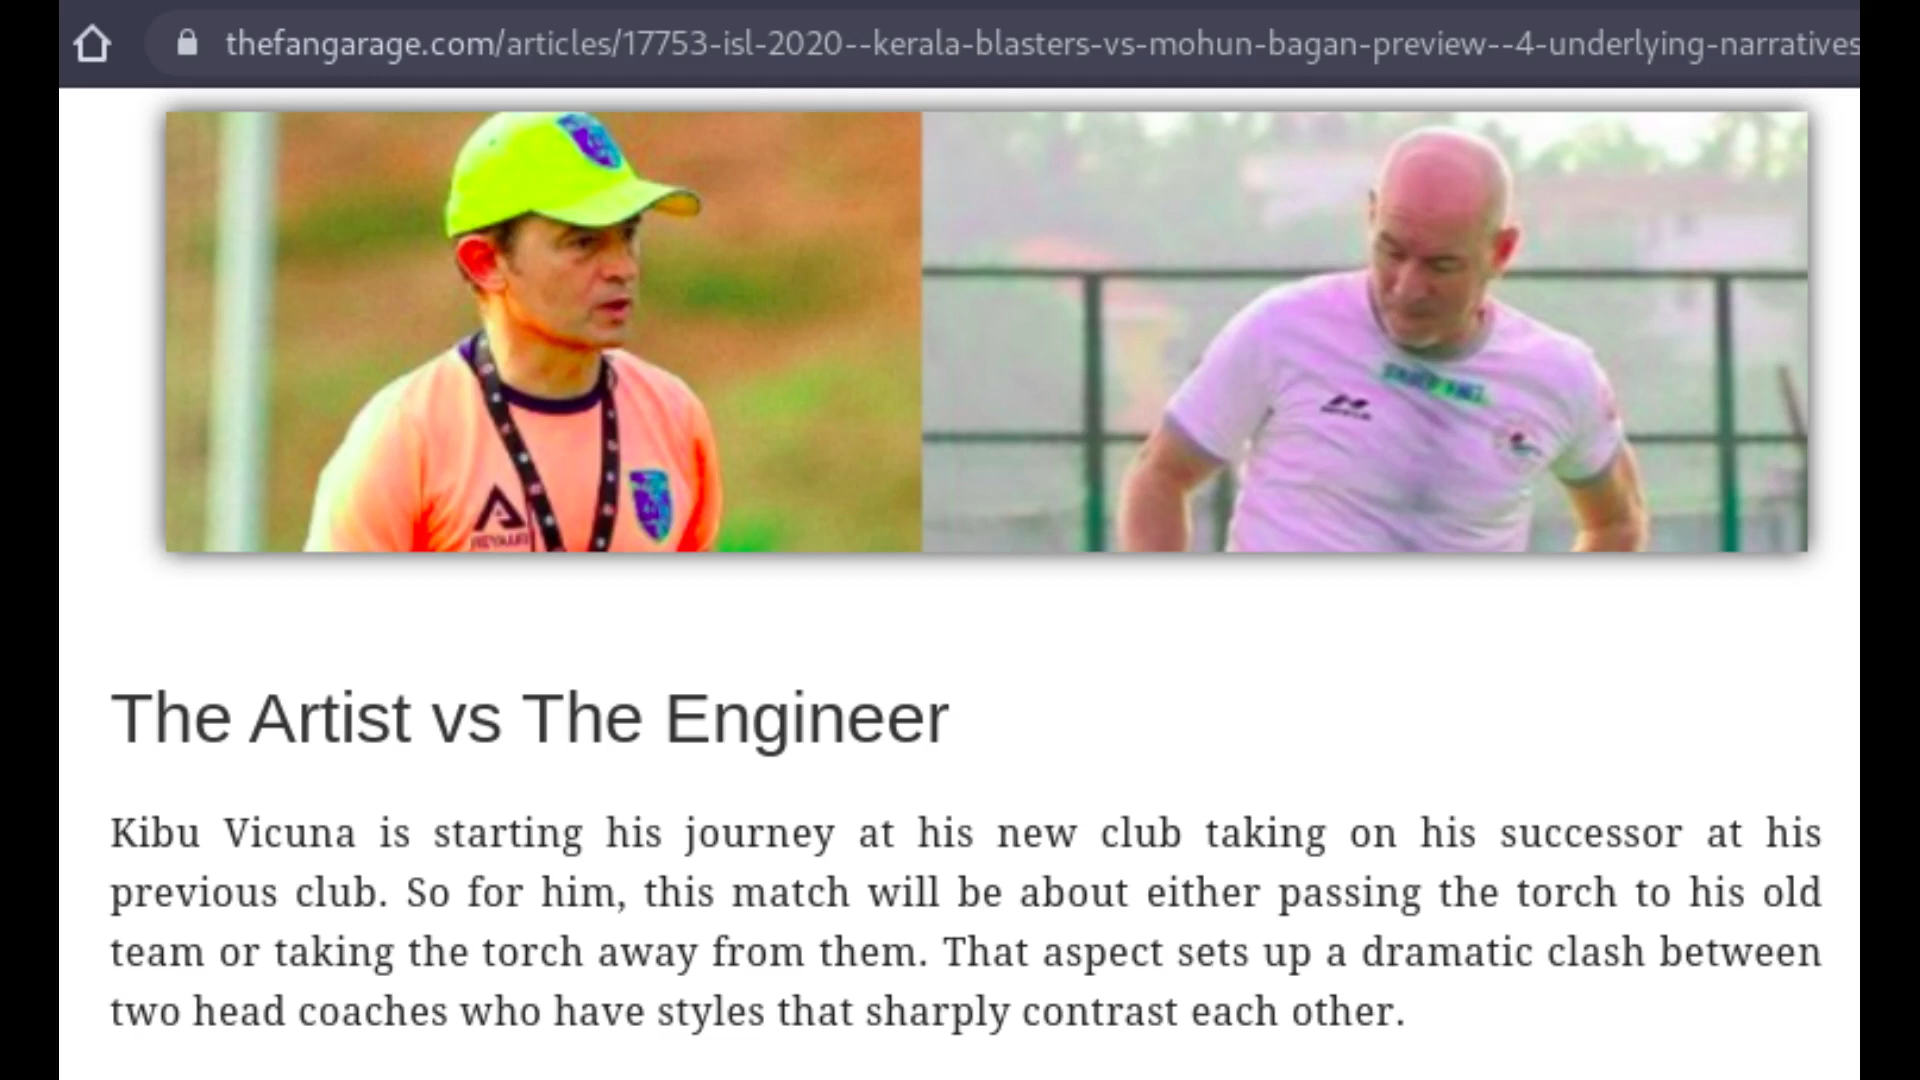 thefangarage.com/articles/17753-isl-2020--kerala-blasters-vs-mohun-bagan-preview--4-underlying-narratives
The Artist vs The Engineer
Kibu Vicuna is starting his journey at his new club taking on his successor at his
previous club. So for him, this match will be about either passing the torch to his old
team or taking the torch away from them. That aspect sets up a dramatic clash between
two head coaches who have styles that sharply contrast each other.